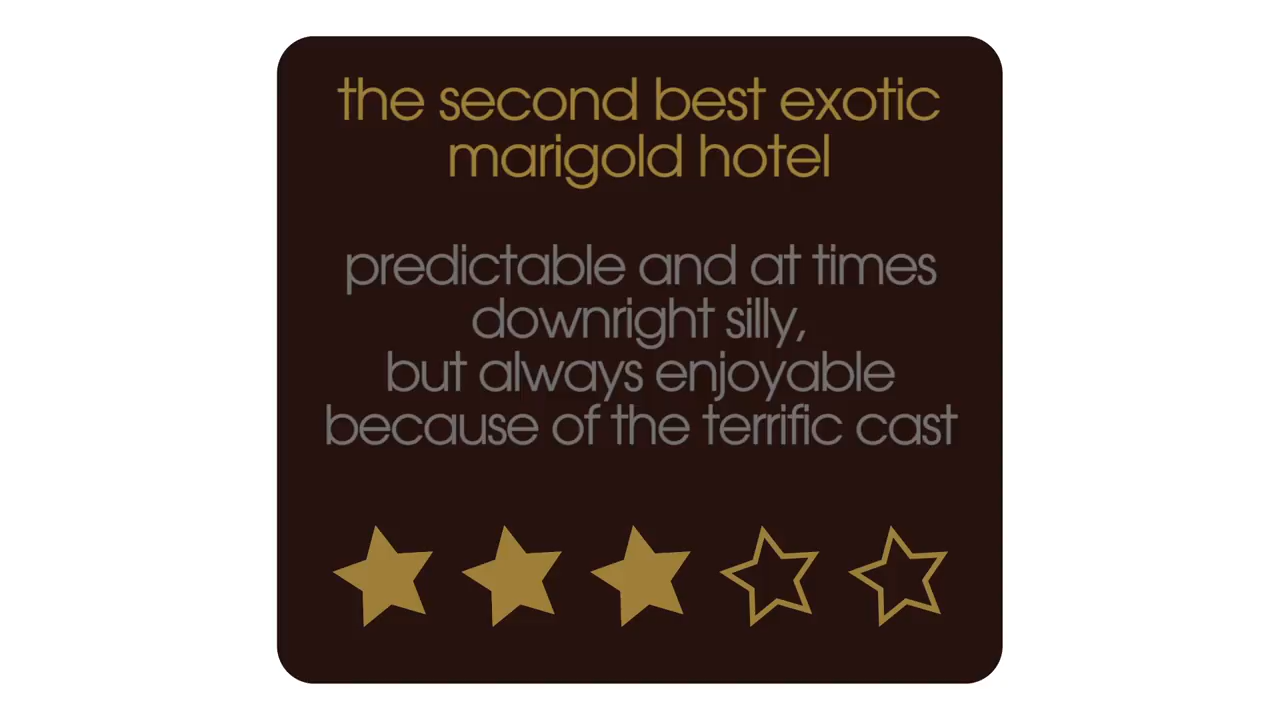 the second best exotic
marigold hotel
predictable and at times
downright silly,
but always enjoyable
because of the terrific cast